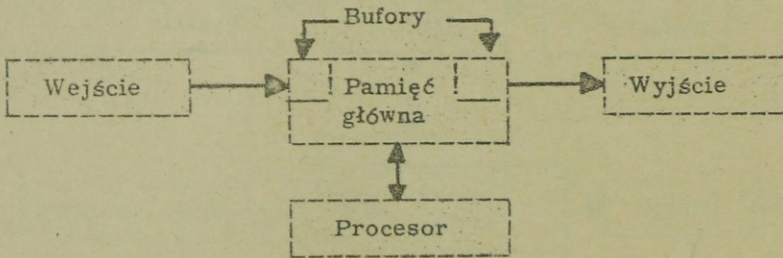 Bufory
Wejście
Pamięć
główna
Wyjście
Procesor